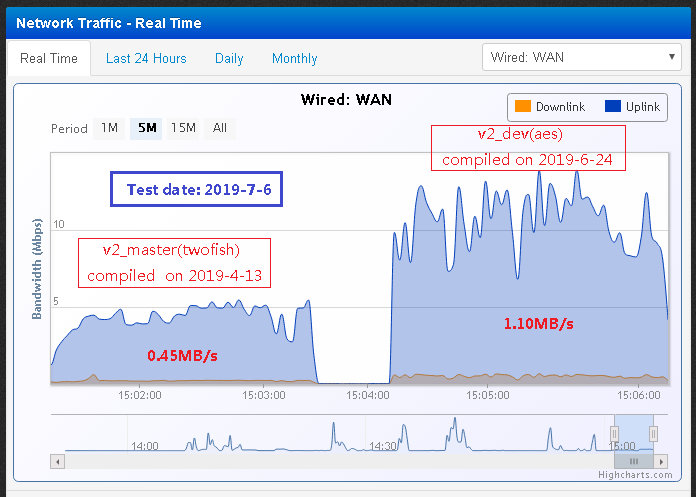 Network Traffic - Real Time
Real Time Last 24 Hours Daily Monthly Wired: WAN
Wired: WAN
Downlink Uplink
Period 1M 5M 15M All
v2_dev(aes)
compiled on 2019-6-24
Test date: 2019-7-6
Bandwidth (Mbps)
10
v2_master(twofish)
compiled on 2019-4-13
5
1.10MB/s
0.45MB/s
15:02:00 15:03:00 15:04:00 15:05:00 15:06:00
14:00 14:30 15:00
Highcharts.com